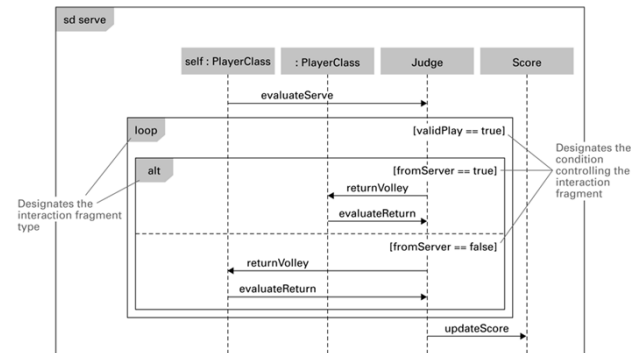 sd serve
self : PlayerClass
: PlayerClass
Judge
Score
evaluateServe
loop
[validPlay == true]
alt
[fromServer == true]
returnVolley
evaluateReturn
[fromServer == false]
returnVolley
evaluateReturn
updateScore
Designates the
interaction fragment
type
Designates the
condition
controlling the
interaction
fragment